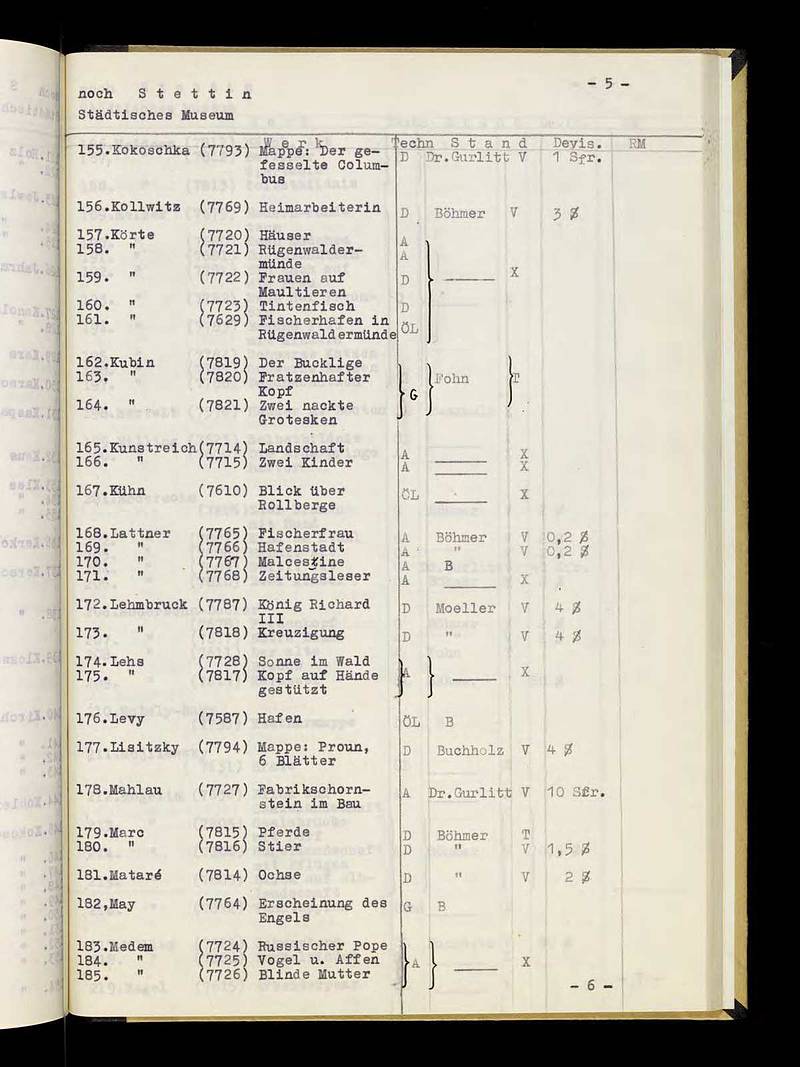 - 5 -
noch S t e t t i n
Städtisches Museum
W e r k Techn S t a n d Devis. RM
155.Kokoschka (7793) Mappe: Der ge- D Dr.Gurlitt V 1 Sfr.
fesselte Colum-
bus
156.Kollwitz (7769) Heimarbeiterin D Böhmer V 3 $
157.Körte (7720) Häuser A
158. " (7721) Rügenwalder- A
münde
159. " (7722) Frauen auf D X
Maultieren
160. " (7723) Tintenfisch D
161. " (7629) Fischerhafen in ÖL
Rügenwaldermünde
162.Kubin (7819) Der Bucklige
163. " (7820) Fratzenhafter G Fohn T
Kopf
164. " (7821) Zwei nackte
Grotesken
165.Kunstreich(7714) Landschaft A X
166. " (7715) Zwei Kinder A X
167.Kühn (7610) Blick über ÖL X
Rollberge
168.Lattner (7765) Fischerfrau A Böhmer V 0,2 $
169. " (7766) Hafenstadt A " V 0,2 $
170. " (7767) Malcesine A B
171. " (7768) Zeitungsleser A X
172.Lehmbruck (7787) König Richard D Moeller V 4 $
III
173. " (7818) Kreuzigung D " V 4 $
174.Lehs (7728) Sonne im Wald
175. " (7817) Kopf auf Hände A X
gestützt
176.Levy (7587) Hafen ÖL B
177.Lisitzky (7794) Mappe: Proun, D Buchholz V 4 $
6 Blätter
178.Mahlau (7727) Fabrikschorn- A Dr.Gurlitt V 10 Sfr.
stein im Bau
179.Marc (7815) Pferde D Böhmer T
180. " (7816) Stier D " V 1,5 $
181.Mataré (7814) Ochse D " V 2 $
182,May (7764) Erscheinung des G B
Engels
183.Medem (7724) Russischer Pope
184. " (7725) Vogel u. Affen A X
185. " (7726) Blinde Mutter
- 6 -